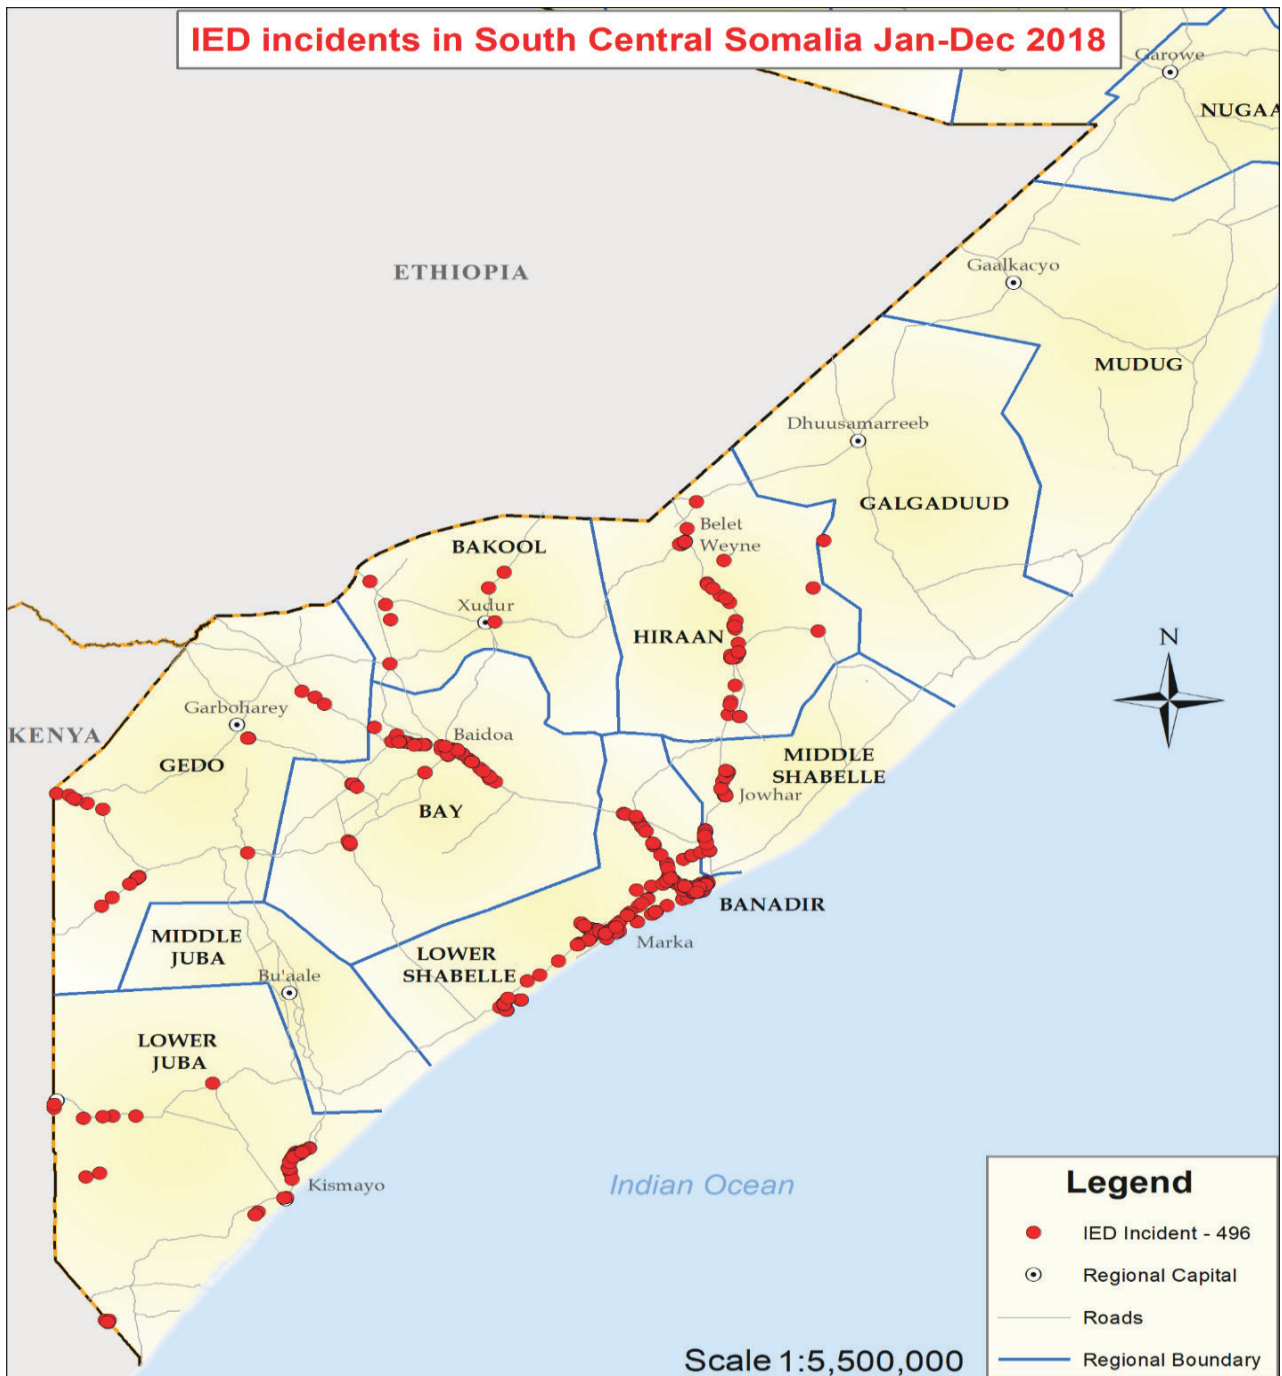 IED incidents in South Central Somalia Jan-Dec 2018
Garowe
NUGAA
ETHIOPIA
Gaalkacyo
MUDUG
Dhuusamarreeb
GALGADUUD
Belet
Weyne
BAKOOL
Xudur
HIRAAN
N
Garboharey
KENYA
Baidoa
GEDO
MIDDLE
SHABELLE
Jowhar
BAY
BANADIR
MIDDLE
JUBA
Marka
LOWER
SHABELLE
Bu'aale
LOWER
JUBA
Kismayo
Indian Ocean
Legend
IED Incident - 496
Regional Capital
Roads
Regional Boundary
Scale 1:5,500,000